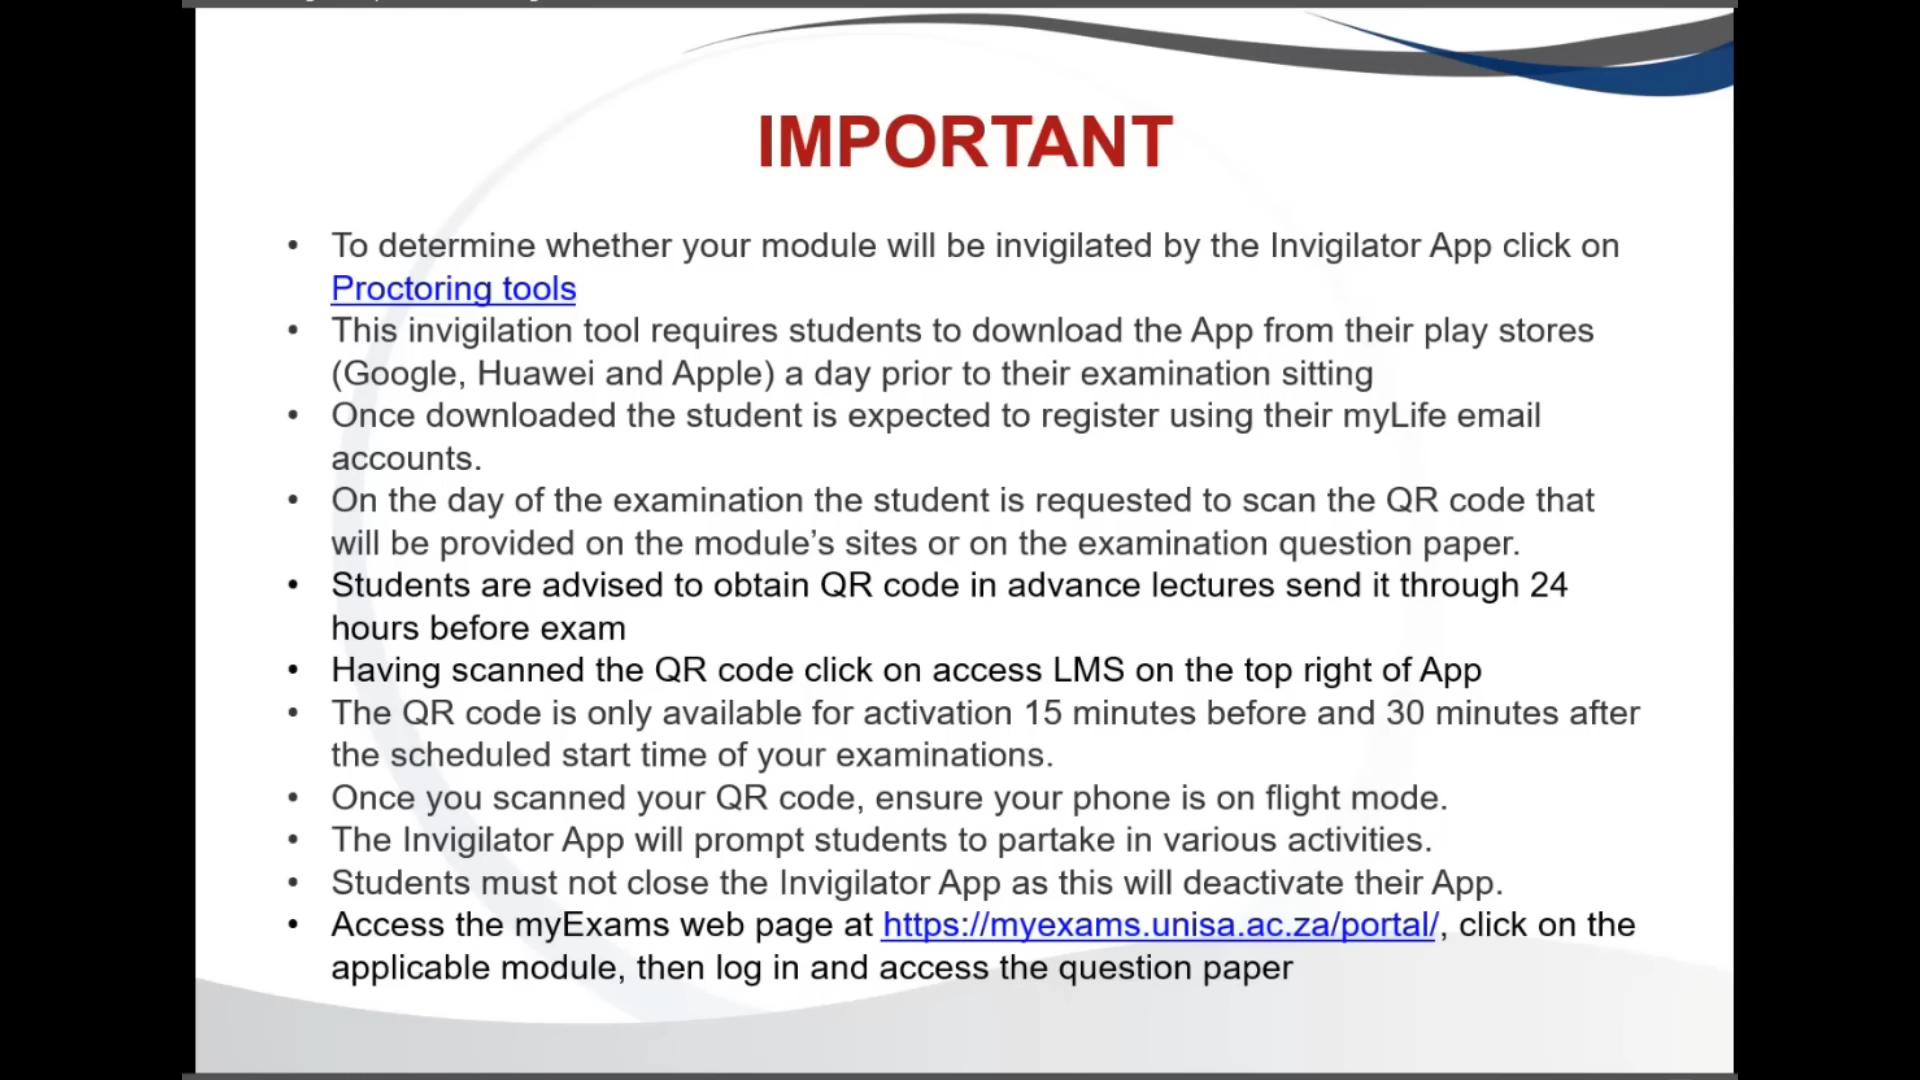 IMPORTANT
• To determine whether your module will be invigilated by the Invigilator App click on
Proctoring tools
• This invigilation tool requires students to download the App from their play stores
(Google, Huawei and Apple) a day prior to their examination sitting
• Once downloaded the student is expected to register using their myLife email
accounts.
• On the day of the examination the student is requested to scan the QR code that
will be provided on the module’s sites or on the examination question paper.
• Students are advised to obtain QR code in advance lectures send it through 24
hours before exam
• Having scanned the QR code click on access LMS on the top right of App
• The QR code is only available for activation 15 minutes before and 30 minutes after
the scheduled start time of your examinations.
• Once you scanned your QR code, ensure your phone is on flight mode.
• The Invigilator App will prompt students to partake in various activities.
• Students must not close the Invigilator App as this will deactivate their App.
• Access the myExams web page at https://myexams.unisa.ac.za/portal/, click on the
applicable module, then log in and access the question paper